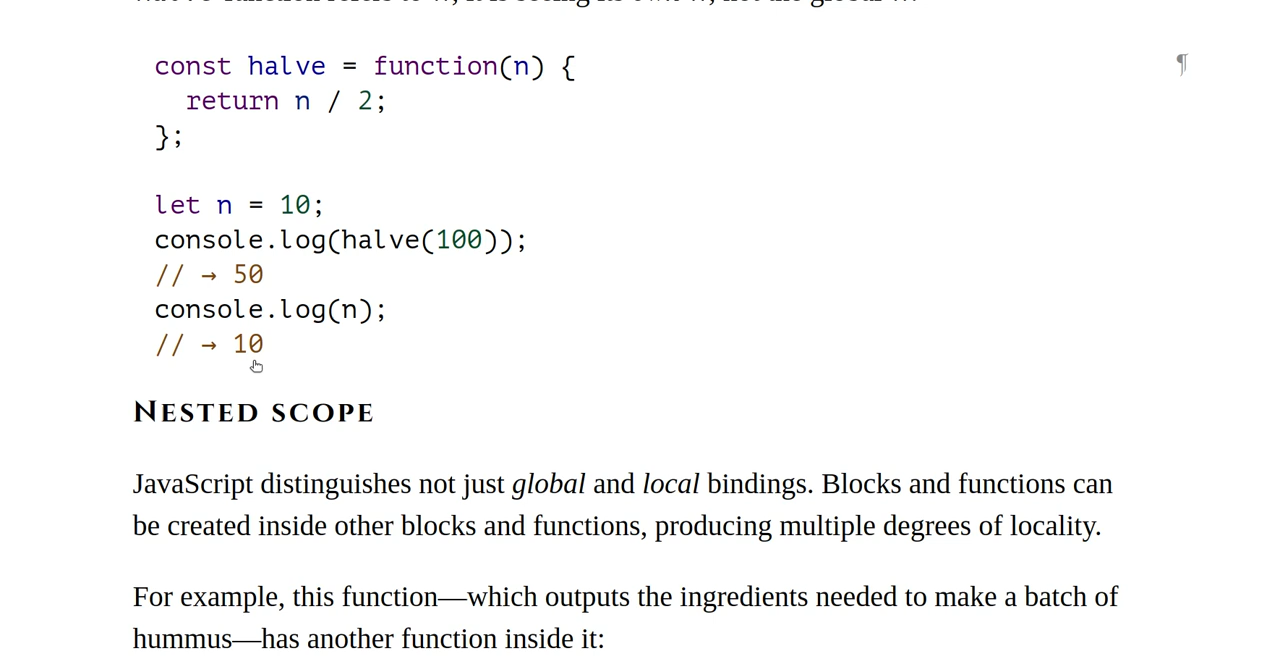 const halve = function(n) {
¶
return n / 2;
};
let n = 10;
console.log(halve(100));
// → 50
console.log(n);
// → 10
NESTED SCOPE
JavaScript distinguishes not just global and local bindings. Blocks and functions can
be created inside other blocks and functions, producing multiple degrees of locality.
For example, this function—which outputs the ingredients needed to make a batch of
hummus—has another function inside it: